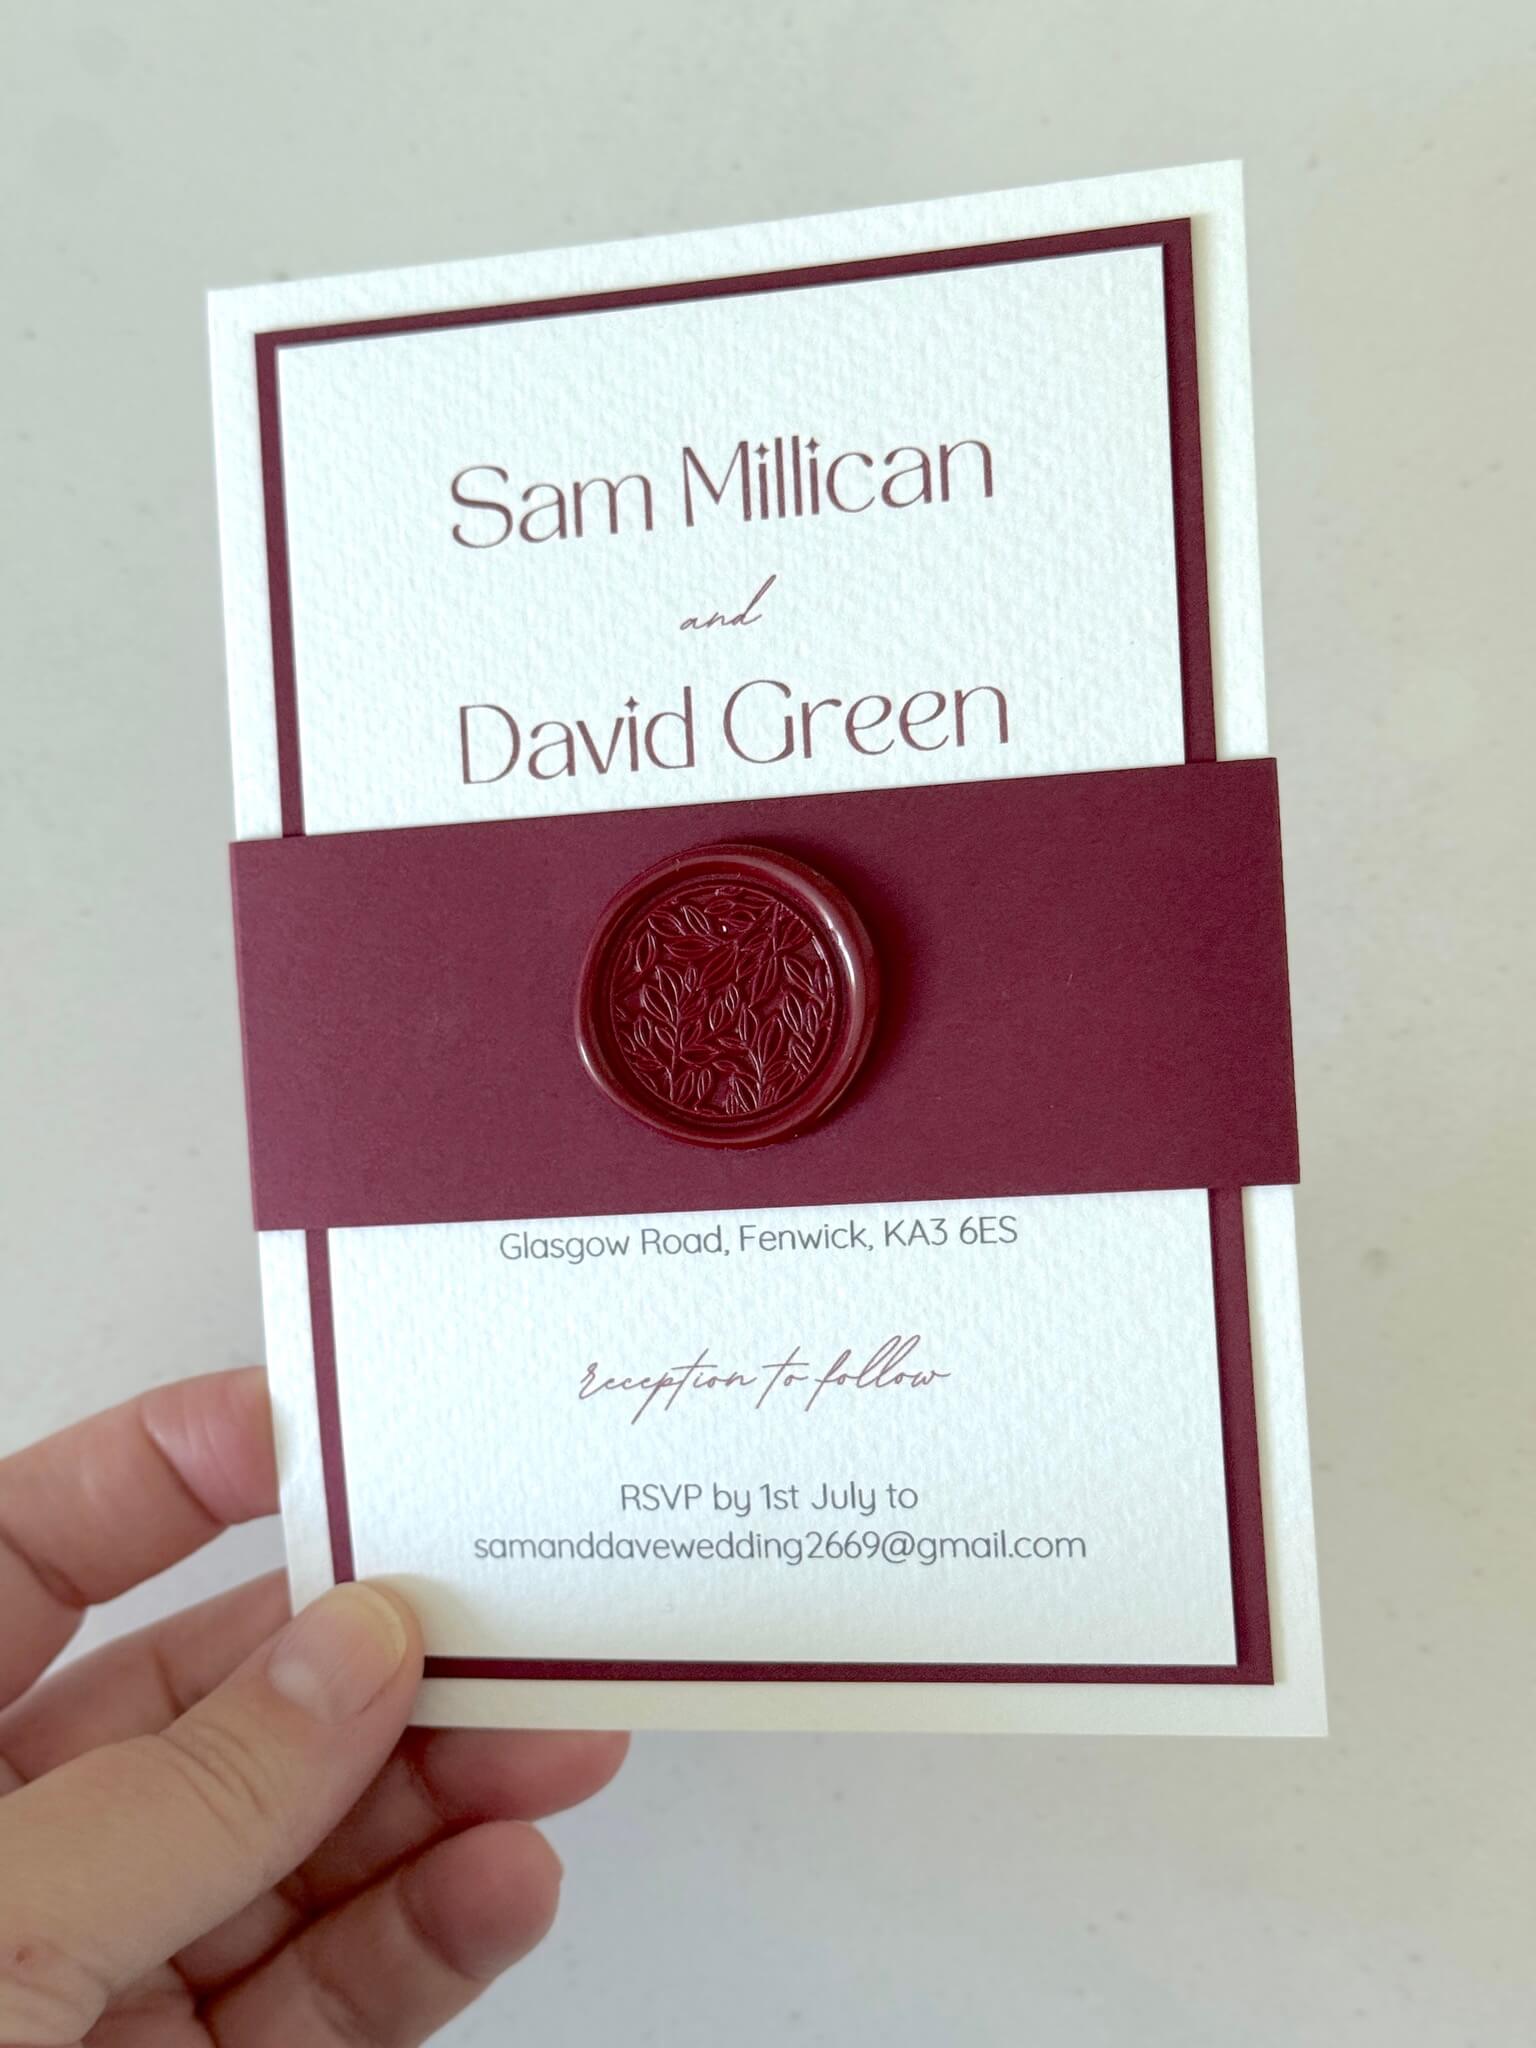 Sam Millican
and
David Green
Glasgow Road, Fenwick, KA3 6ES
reception to follow
RSVP by 1st July to
samanddavewedding2669@gmail.com